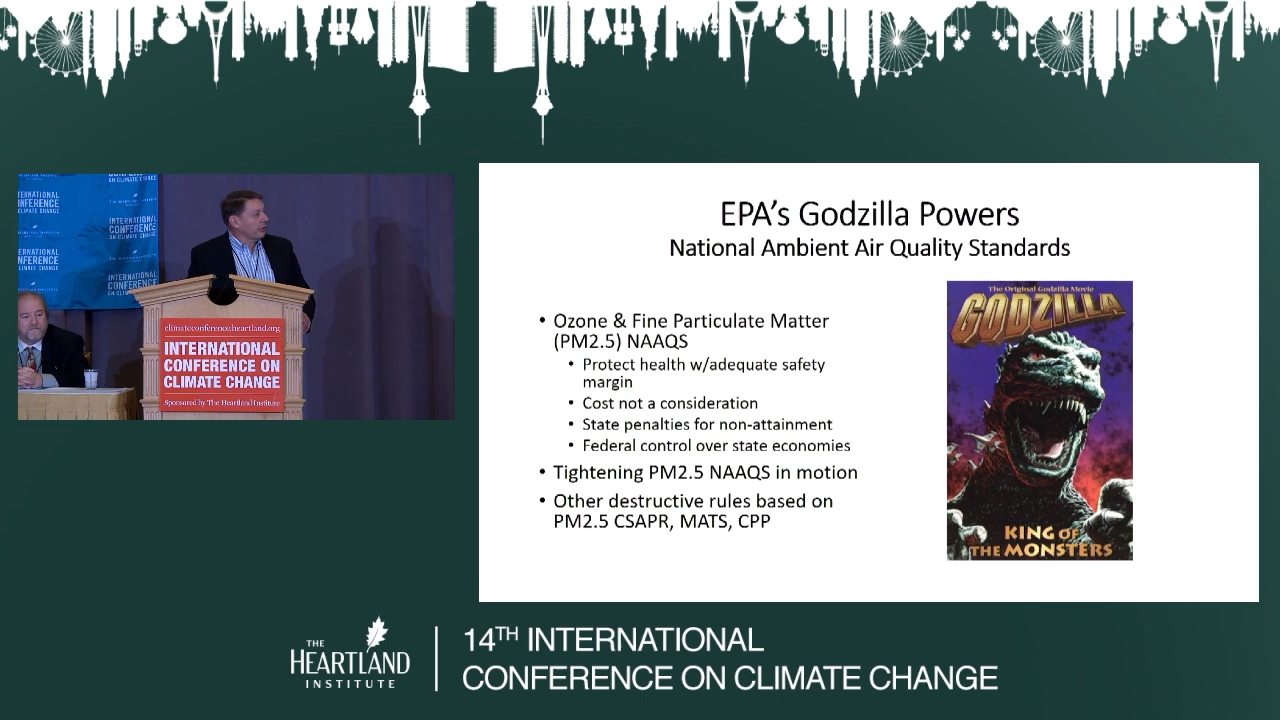 INTERNATIONAL
CONFERENCE
ON CLIMATE CHANGE
climateconference.heartland.org
INTERNATIONAL
CONFERENCE ON
CLIMATE CHANGE
Sponsored by The Heartland Institute
EPA's Godzilla Powers
National Ambient Air Quality Standards
• Ozone & Fine Particulate Matter
(PM2.5) NAAQS
• Protect health w/adequate safety
margin
• Cost not a consideration
• State penalties for non-attainment
• Federal control over state economies
• Tightening PM2.5 NAAQS in motion
• Other destructive rules based on
PM2.5 CSAPR, MATS, CPP
The Original Godzilla Movie
GODZILLA
KING OF
THE MONSTERS
THE
HEARTLAND
INSTITUTE
14TH INTERNATIONAL
CONFERENCE ON CLIMATE CHANGE